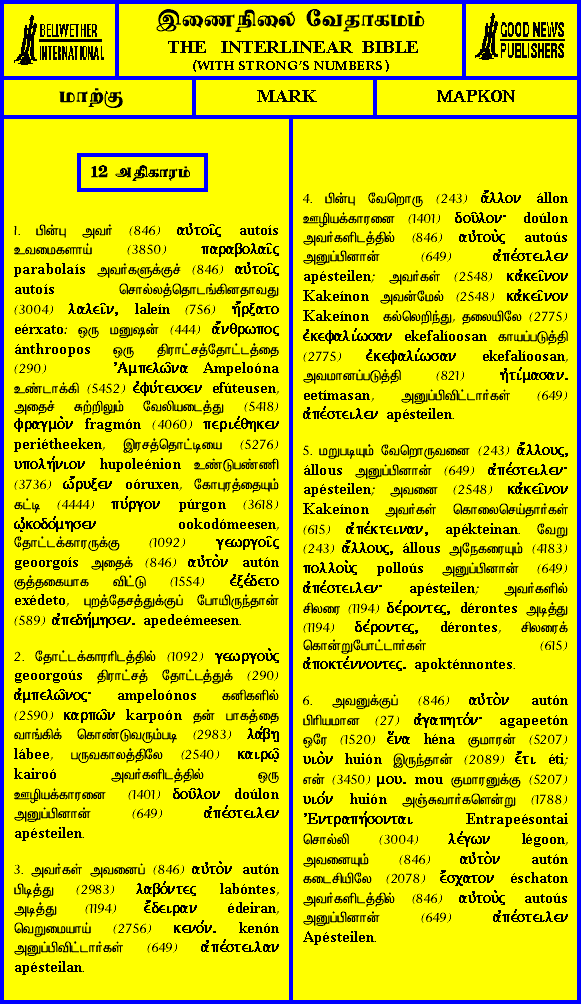 BELLWETHER
INTERNATIONAL
இணைநிலை வேதாகமம்
THE INTERLINEAR BIBLE
(WITH STRONG'S NUMBERS)
GOOD NEWS
PUBLISHERS
மாற்கு
MARK
ΜΑΡΚΟΝ
12 அதிகாரம்
1. பின்பு அவர் (846) αὐτοῖς autois
உவமைகளாய் (3850) παραβολαῖς
parabolaís அவர்களுக்குச் (846) αὐτοῖς
autois சொல்லத்தொடங்கினதாவது
(3004) λαλεῖν, laleín (756) ἤρξατο
eérxato: ஒரு மனுஷன் (444) ἄνθρωπος
ánthroopos ஒரு திராட்சத்தோட்டத்தை
(290) Ἀμπελῶνα Ampeloóna
உண்டாக்கி (5452) ἐφύτευσεν efúteusen,
அதைச் சுற்றிலும் வேலியடைத்து (5418)
φραγμὸν fragmón (4060) περιέθηκεν
periétheeken, இரசத்தொட்டியை (5276)
υπολήνιον hupoleénion உண்டுபண்ணி
(3736) ὤρυξεν oóruxen, கோபுரத்தையும்
கட்டி (4444) πύργον púrgon (3618)
ᾠκοδόμησεν ookodómeesen,
தோட்டக்காரருக்கு (1092) γεωργοῖς
georgoís அதைக் (846) αὐτὸν autón
குத்தகையாக விட்டு (1554) ἐξέδετο
exédeto, புறத்தேசத்துக்குப் போயிருந்தான்
(589) ἀπεδήμησεν. apedeémeesen.
2. தோட்டக்காரரிடத்தில் (1092) γεωργοὺς
georgoús திராட்சத் தோட்டத்துக் (290)
ἀμπελῶνος· ampeloónos கனிகளில்
(2590) καρπῶν karpoón தன் பாகத்தை
வாங்கிக் கொண்டுவரும்படி (2983) λάβῃ
lábee, பருவகாலத்திலே (2540) καιρῷ
kairoó அவர்களிடத்தில் ஒரு
ஊழியக்காரனை (1401) δοῦλον doúlon
அனுப்பினான் (649) ἀπέστειλεν
apésteilen.
3. அவர்கள் அவனைப் (846) αὐτὸν autón
பிடித்து (2983) λαβόντες labóntes,
அடித்து (1194) ἔδειραν édeiran,
வெறுமையாய் (2756) κενόν. kenón
அனுப்பிவிட்டார்கள் (649) ἀπέστειλαν
apésteilan.
4. பின்பு வேறொரு (243) ἄλλον állon
ஊழியக்காரனை (1401) δοῦλον· doúlon
அவர்களிடத்தில் (846) αὐτοὺς autoús
அனுப்பினான் (649) ἀπέστειλεν
apésteilen; அவர்கள் (2548) κἀκεῖνον
Kakeínon அவன்மேல் (2548) κἀκεῖνον
Kakeínon கல்லெறிந்து, தலையிலே (2775)
ἐκεφαλίωσαν ekefalíoosan காயப்படுத்தி
(2775) ἐκεφαλίωσαν ekefalíoosan,
அவமானப்படுத்தி (821) ἠτίμασαν.
eetímasan, அனுப்பிவிட்டார்கள் (649)
ἀπέστειλεν apésteilen.
5. மறுபடியும் வேறொருவனை (243) ἄλλους,
állous அனுப்பினான் (649) ἀπέστειλεν·
apésteilen; அவனை (2548) κἀκεῖνον
Kakeínon அவர்கள் கொலைசெய்தார்கள்
(615) ἀπέκτειναν, apékteinan. வேறு
(243) ἄλλους, állous அநேகரையும் (4183)
πολλοὺς polloús அனுப்பினான் (649)
ἀπέστειλεν· apésteilen; அவர்களில்
சிலரை (1194) δέροντες, dérontes அடித்து
(1194) δέροντες, dérontes, சிலரைக்
கொன்றுபோட்டார்கள் (615)
ἀποκτέννοντες. apokténnontes.
6. அவனுக்குப் (846) αὐτὸν autón
பிரியமான (27) ἀγαπητόν· agapeetón
ஒரே (1520) ἕνα héna குமாரன் (5207)
υιὸν huión இருந்தான் (2089) ἔτι éti;
என் (3450) μου. mou குமாரனுக்கு (5207)
υιόν huión அஞ்சுவார்களென்று (1788)
Ἐντραπήσονται Entrapeésontai
சொல்லி (3004) λέγων légoon,
அவனையும் (846) αὐτὸν autón
கடைசியிலே (2078) ἔσχατον éschaton
அவர்களிடத்தில் (846) αὐτοὺς autoús
அனுப்பினான் (649) ἀπέστειλεν
Apésteilen.